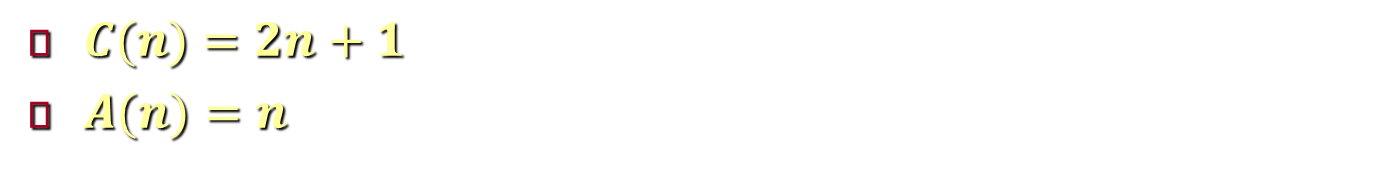 C(n) = 2n + 1
A(n) = n